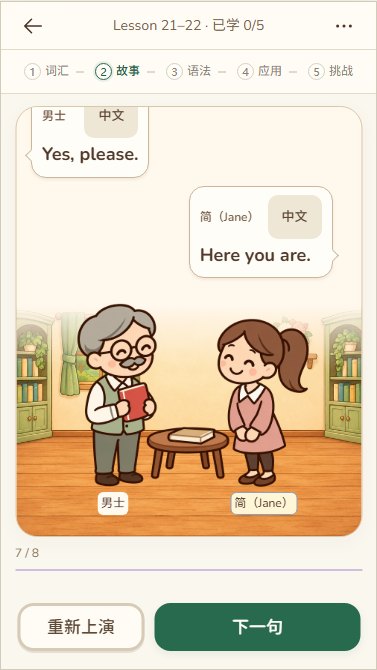 Lesson 21–22 · 已学 0/5
1 词汇 – 2 故事 – 3 语法 – 4 应用 – 5 挑战
男士 中文
Yes, please.
简（Jane） 中文
Here you are.
男士
简（Jane）
7 / 8
重新上演
下一句